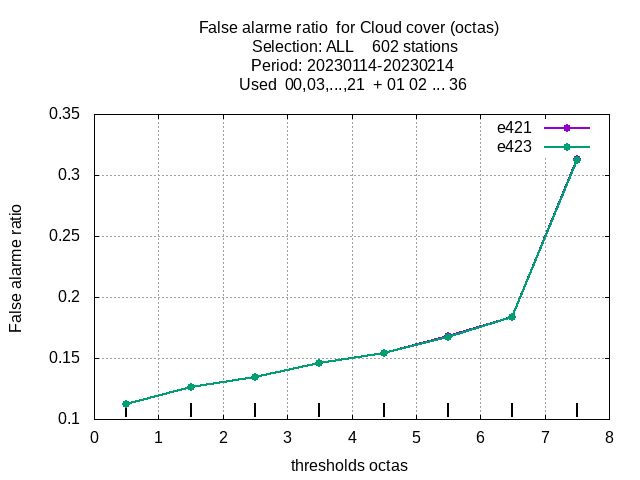 False alarme ratio  for Cloud cover (octas)
Selection: ALL    602 stations
Period: 20230114-20230214
Used  00,03,...,21  + 01 02 ... 36
e421
e423
False alarme ratio
0.35
0.3
0.25
0.2
0.15
0.1
0 1 2 3 4 5 6 7 8
thresholds octas